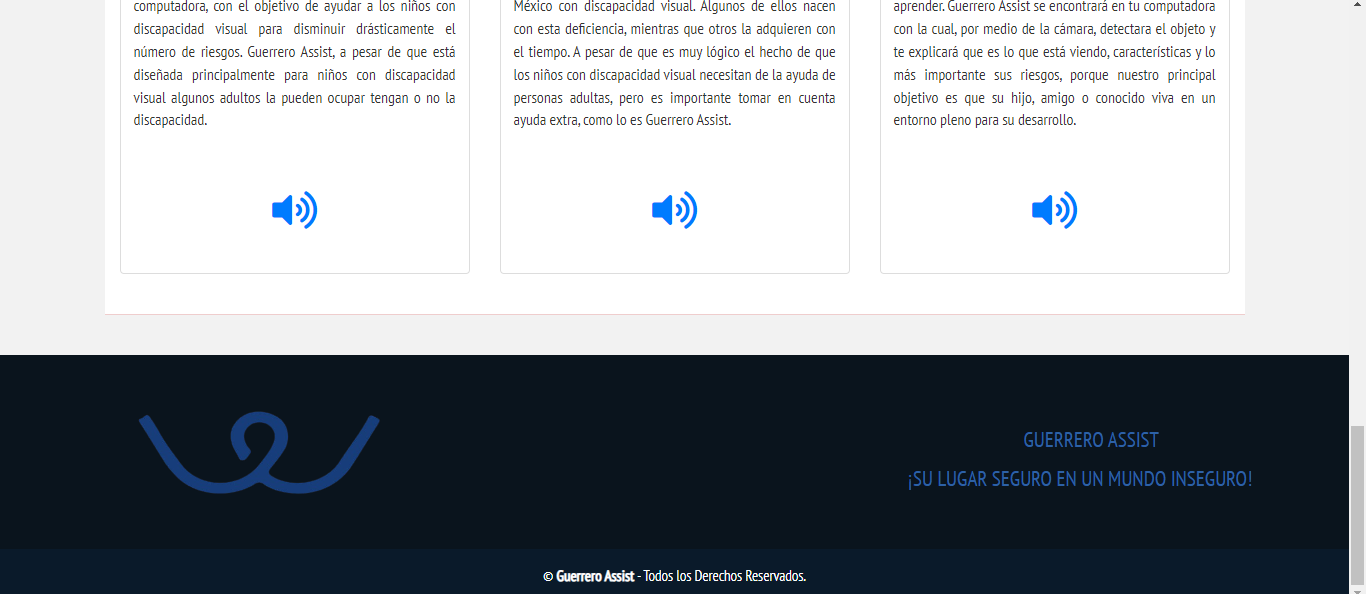 computadora, con el objetivo de ayudar a los niños con
discapacidad visual para disminuir drásticamente el
número de riesgos. Guerrero Assist, a pesar de que está
diseñada principalmente para niños con discapacidad
visual algunos adultos la pueden ocupar tengan o no la
discapacidad.
México con discapacidad visual. Algunos de ellos nacen
con esta deficiencia, mientras que otros la adquieren con
el tiempo. A pesar de que es muy lógico el hecho de que
los niños con discapacidad visual necesitan de la ayuda de
personas adultas, pero es importante tomar en cuenta
ayuda extra, como lo es Guerrero Assist.
aprender. Guerrero Assist se encontrará en tu computadora
con la cual, por medio de la cámara, detectara el objeto y
te explicará que es lo que está viendo, características y lo
más importante sus riesgos, porque nuestro principal
objetivo es que su hijo, amigo o conocido viva en un
entorno pleno para su desarrollo.
GUERRERO ASSIST
¡SU LUGAR SEGURO EN UN MUNDO INSEGURO!
© Guerrero Assist - Todos los Derechos Reservados.